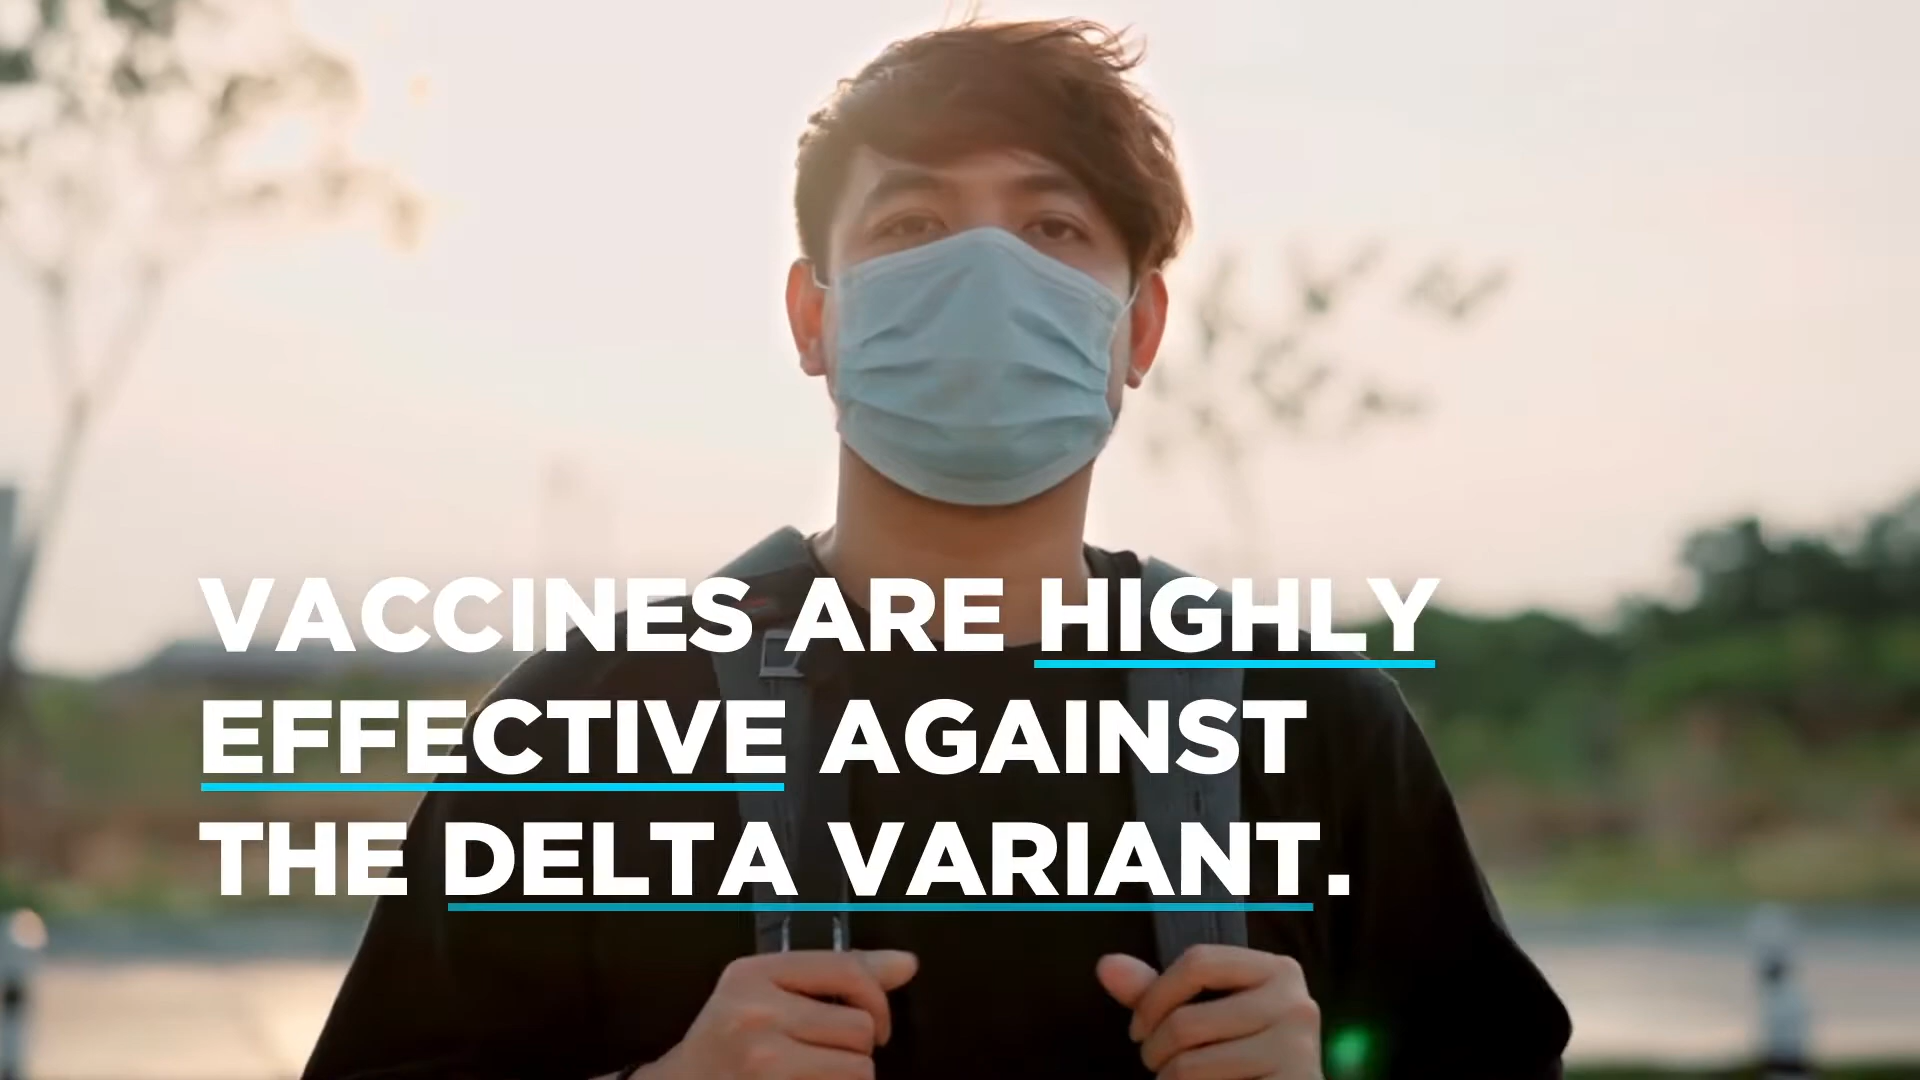 VACCINES ARE HIGHLY
EFFECTIVE AGAINST
THE DELTA VARIANT.